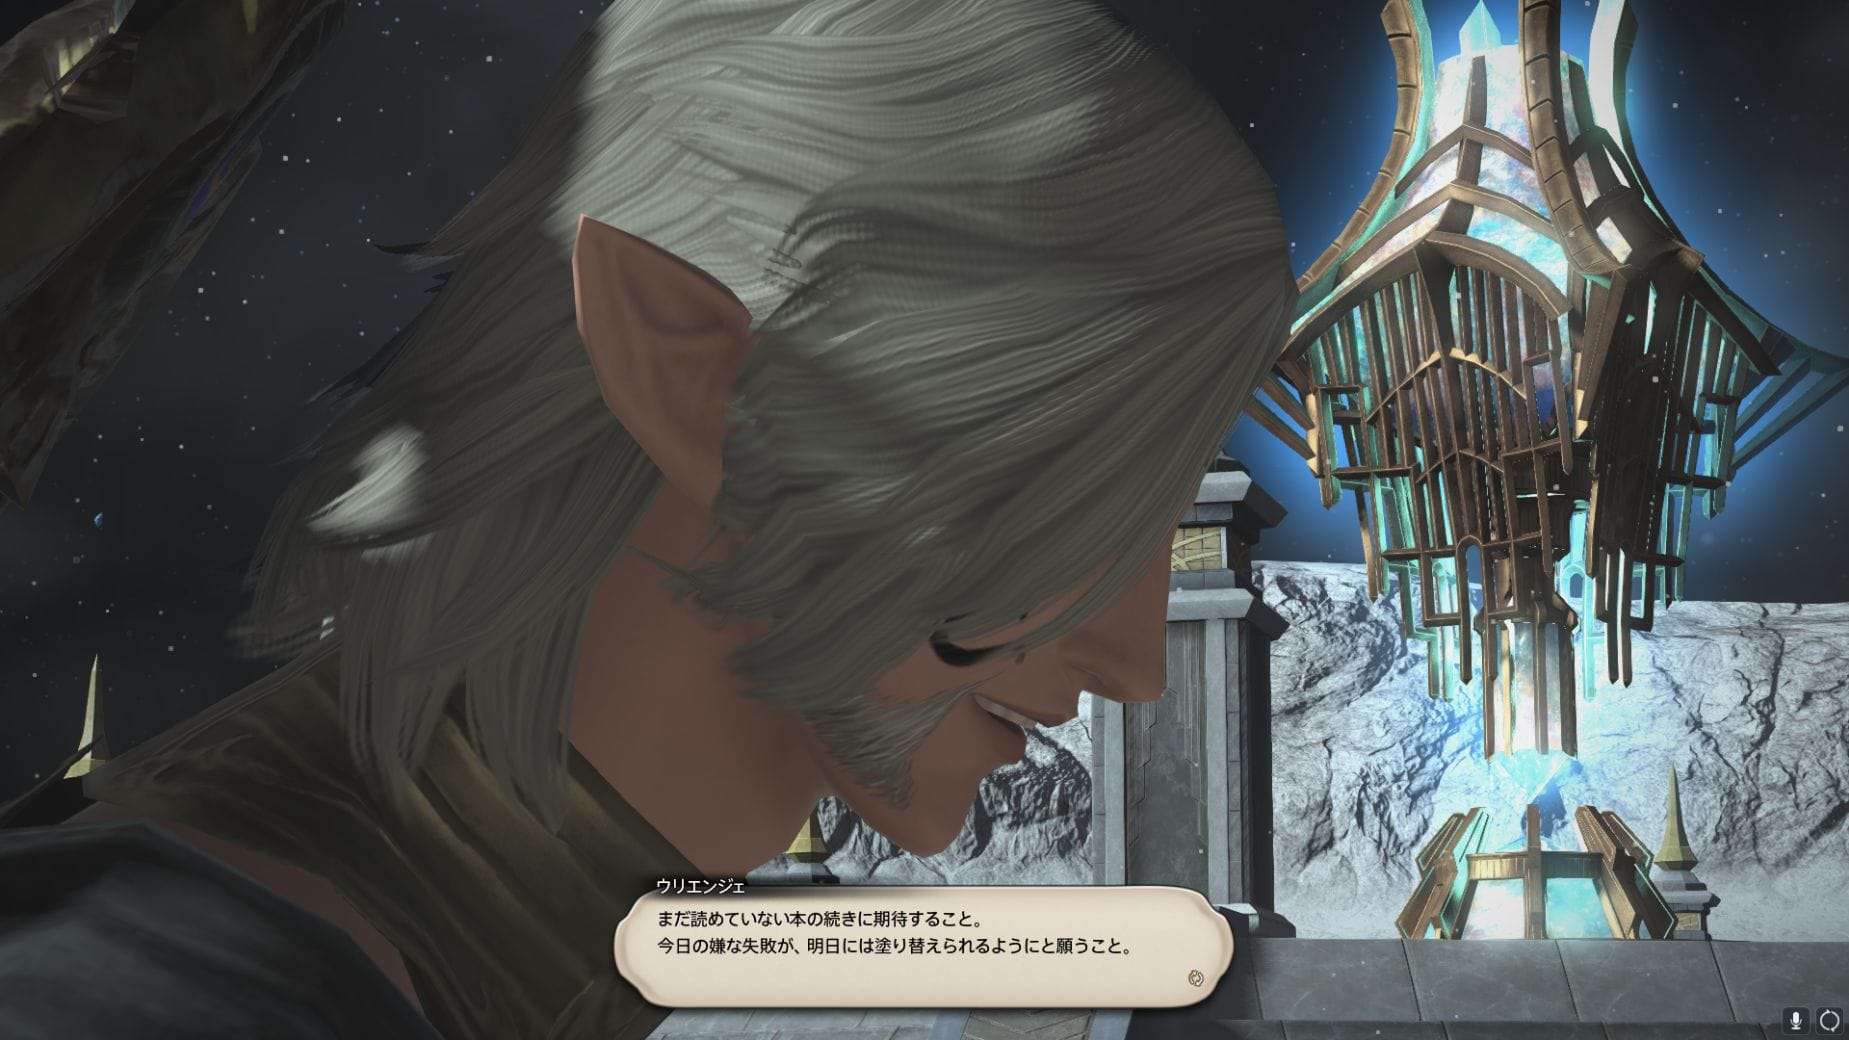 ウリエンジェ
まだ読めていない本の続きに期待すること。
今日の嫌な失敗が、明日には塗り替えられるようにと願うこと。